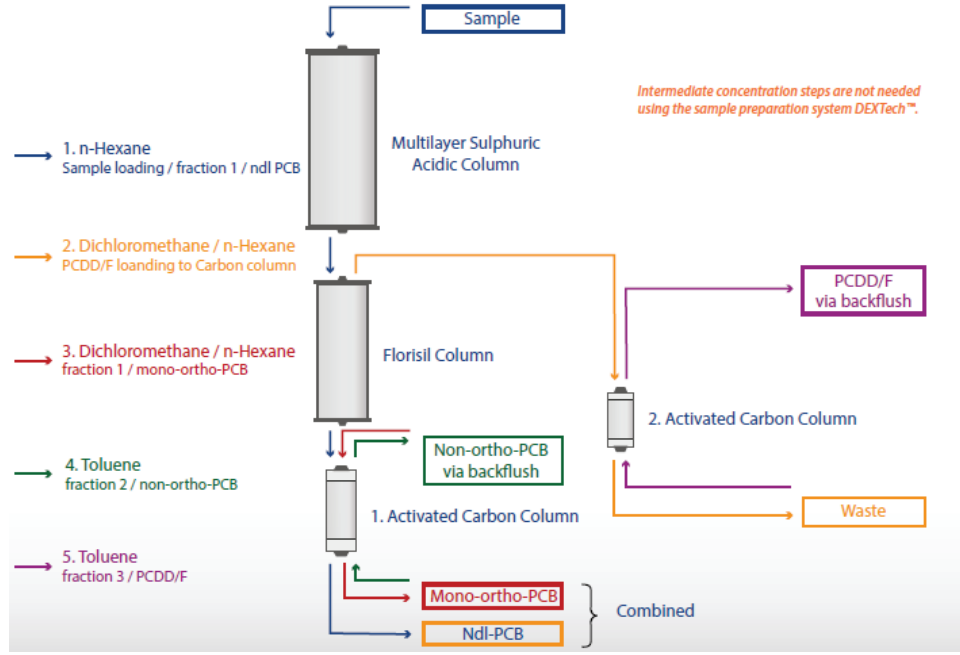 Sample
Intermediate concentration steps are not needed
using the sample preparation system DEXTech™.
Multilayer Sulphuric
Acidic Column
1. n-Hexane
Sample loading / fraction 1 / ndl PCB
2. Dichloromethane / n-Hexane
PCDD/F loanding to Carbon column
PCDD/F
via backflush
3. Dichloromethane / n-Hexane
fraction 1 / mono-ortho-PCB
Florisil Column
2. Activated Carbon Column
Non-ortho-PCB
via backflush
4. Toluene
fraction 2 / non-ortho-PCB
1. Activated Carbon Column
Waste
5. Toluene
fraction 3 / PCDD/F
Mono-ortho-PCB
Combined
Ndl-PCB